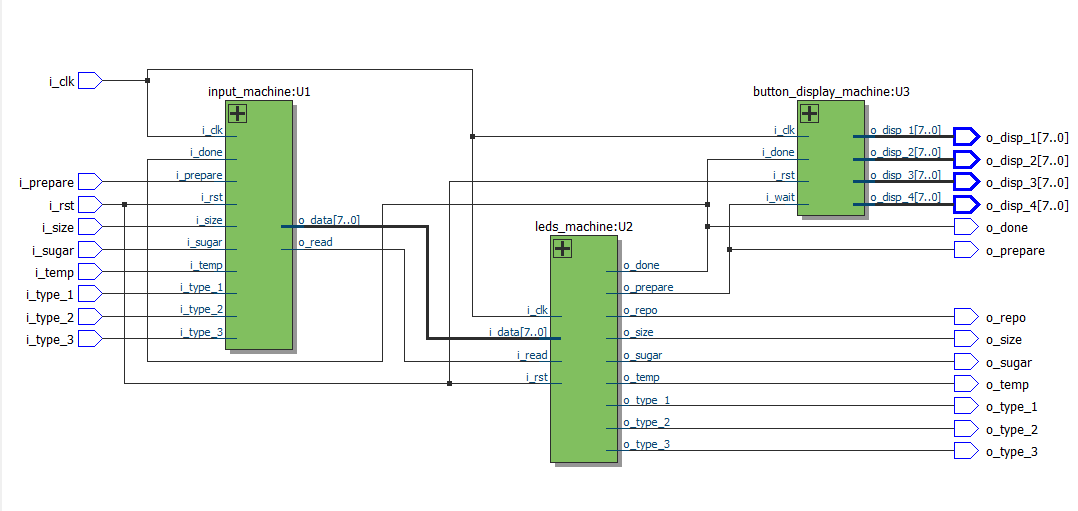 i_clk
i_prepare
i_rst
i_size
i_sugar
i_temp
i_type_1
i_type_2
i_type_3
input_machine:U1
i_clk
i_done
i_prepare
i_rst
i_size
i_sugar
i_temp
i_type_1
i_type_2
i_type_3
o_data[7..0]
o_read
leds_machine:U2
i_clk
i_data[7..0]
i_read
i_rst
o_done
o_prepare
o_repo
o_size
o_sugar
o_temp
o_type_1
o_type_2
o_type_3
button_display_machine:U3
i_clk
i_done
i_rst
i_wait
o_disp_1[7..0]
o_disp_2[7..0]
o_disp_3[7..0]
o_disp_4[7..0]
o_disp_1[7..0]
o_disp_2[7..0]
o_disp_3[7..0]
o_disp_4[7..0]
o_done
o_prepare
o_repo
o_size
o_sugar
o_temp
o_type_1
o_type_2
o_type_3